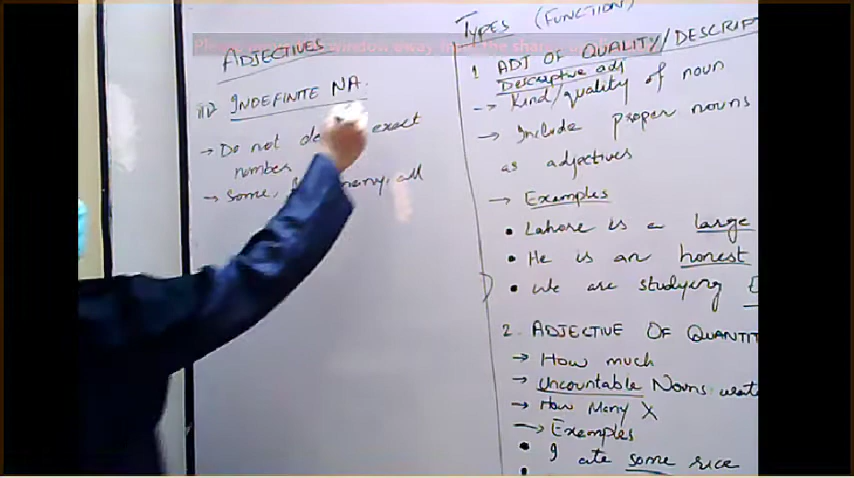 ADJECTIVES
iii) INDEFINITE NA.
→ Do not exact
number
→ Some, many, all
TYPES (FUNCTION)
1 ADJ OF QUALITY/DESCRIPT
Descriptive adj
→ Kind/quality of noun
→ Include proper nouns
as adjectives
→ Examples
• Lahore is a large
• He is an honest
• We are studying
2. ADJECTIVE OF QUANTIT
→ How much
→ Uncountable Nouns
→ How Many X
→ Examples
• I ate some rice